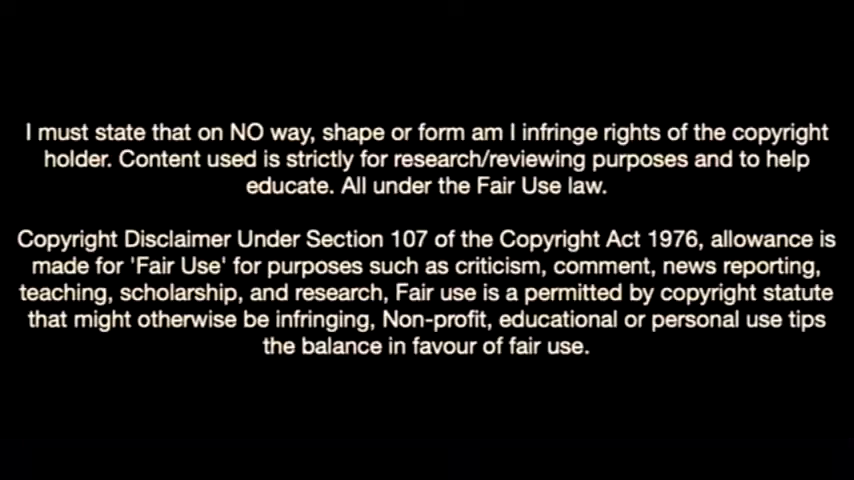 I must state that on NO way, shape or form am I infringe rights of the copyright
holder. Content used is strictly for research/reviewing purposes and to help
educate. All under the Fair Use law.
Copyright Disclaimer Under Section 107 of the Copyright Act 1976, allowance is
made for 'Fair Use' for purposes such as criticism, comment, news reporting,
teaching, scholarship, and research, Fair use is a permitted by copyright statute
that might otherwise be infringing, Non-profit, educational or personal use tips
the balance in favour of fair use.